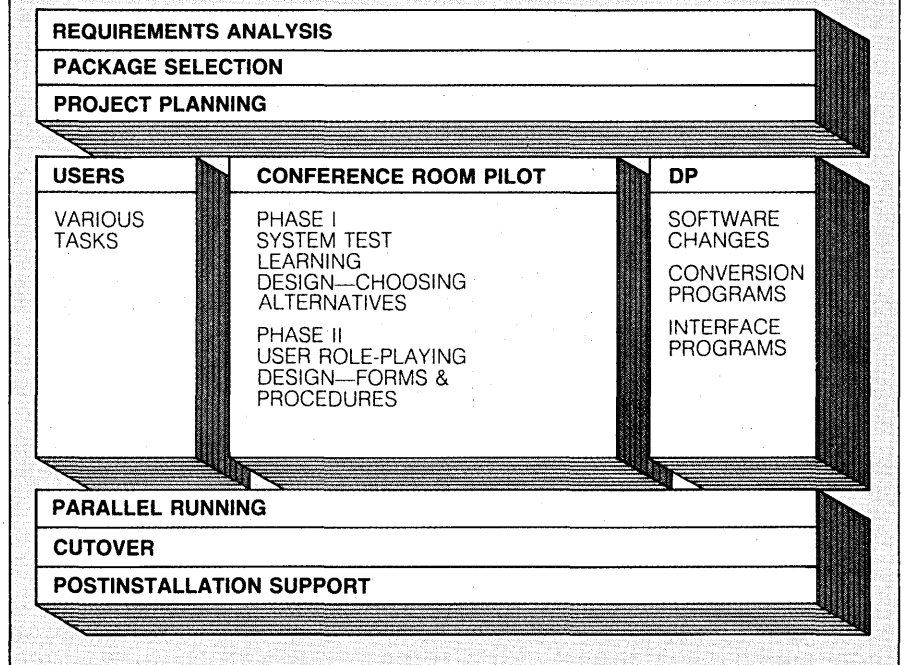 REQUIREMENTS ANALYSIS
PACKAGE SELECTION
PROJECT PLANNING
USERS
VARIOUS
TASKS
CONFERENCE ROOM PILOT
PHASE I
SYSTEM TEST
LEARNING
DESIGN—CHOOSING
ALTERNATIVES
PHASE II
USER ROLE-PLAYING
DESIGN—FORMS &
PROCEDURES
DP
SOFTWARE
CHANGES
CONVERSION
PROGRAMS
INTERFACE
PROGRAMS
PARALLEL RUNNING
CUTOVER
POSTINSTALLATION SUPPORT